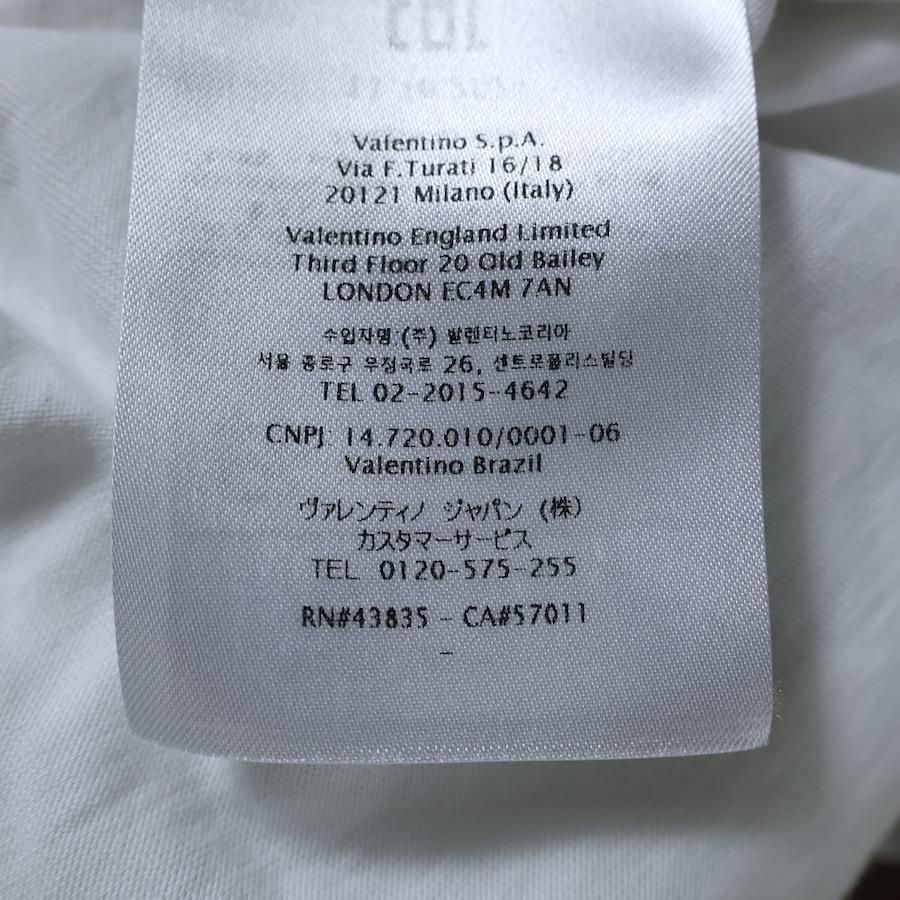 Valentino S.p.A.
Via F.Turati 16/18
20121 Milano (Italy)
Valentino England Limited
Third Floor 20 Old Bailey
LONDON EC4M 7AN
수입자명:(주) 발렌티노코리아
서울 종로구 우정국로 26, 센트로폴리스빌딩
TEL 02-2015-4642
CNPJ: 14.720.010/0001-06
Valentino Brazil
ヴァレンティノ ジャパン (株)
カスタマーサービス
TEL 0120-575-255
RN#43835 - CA#57011
-